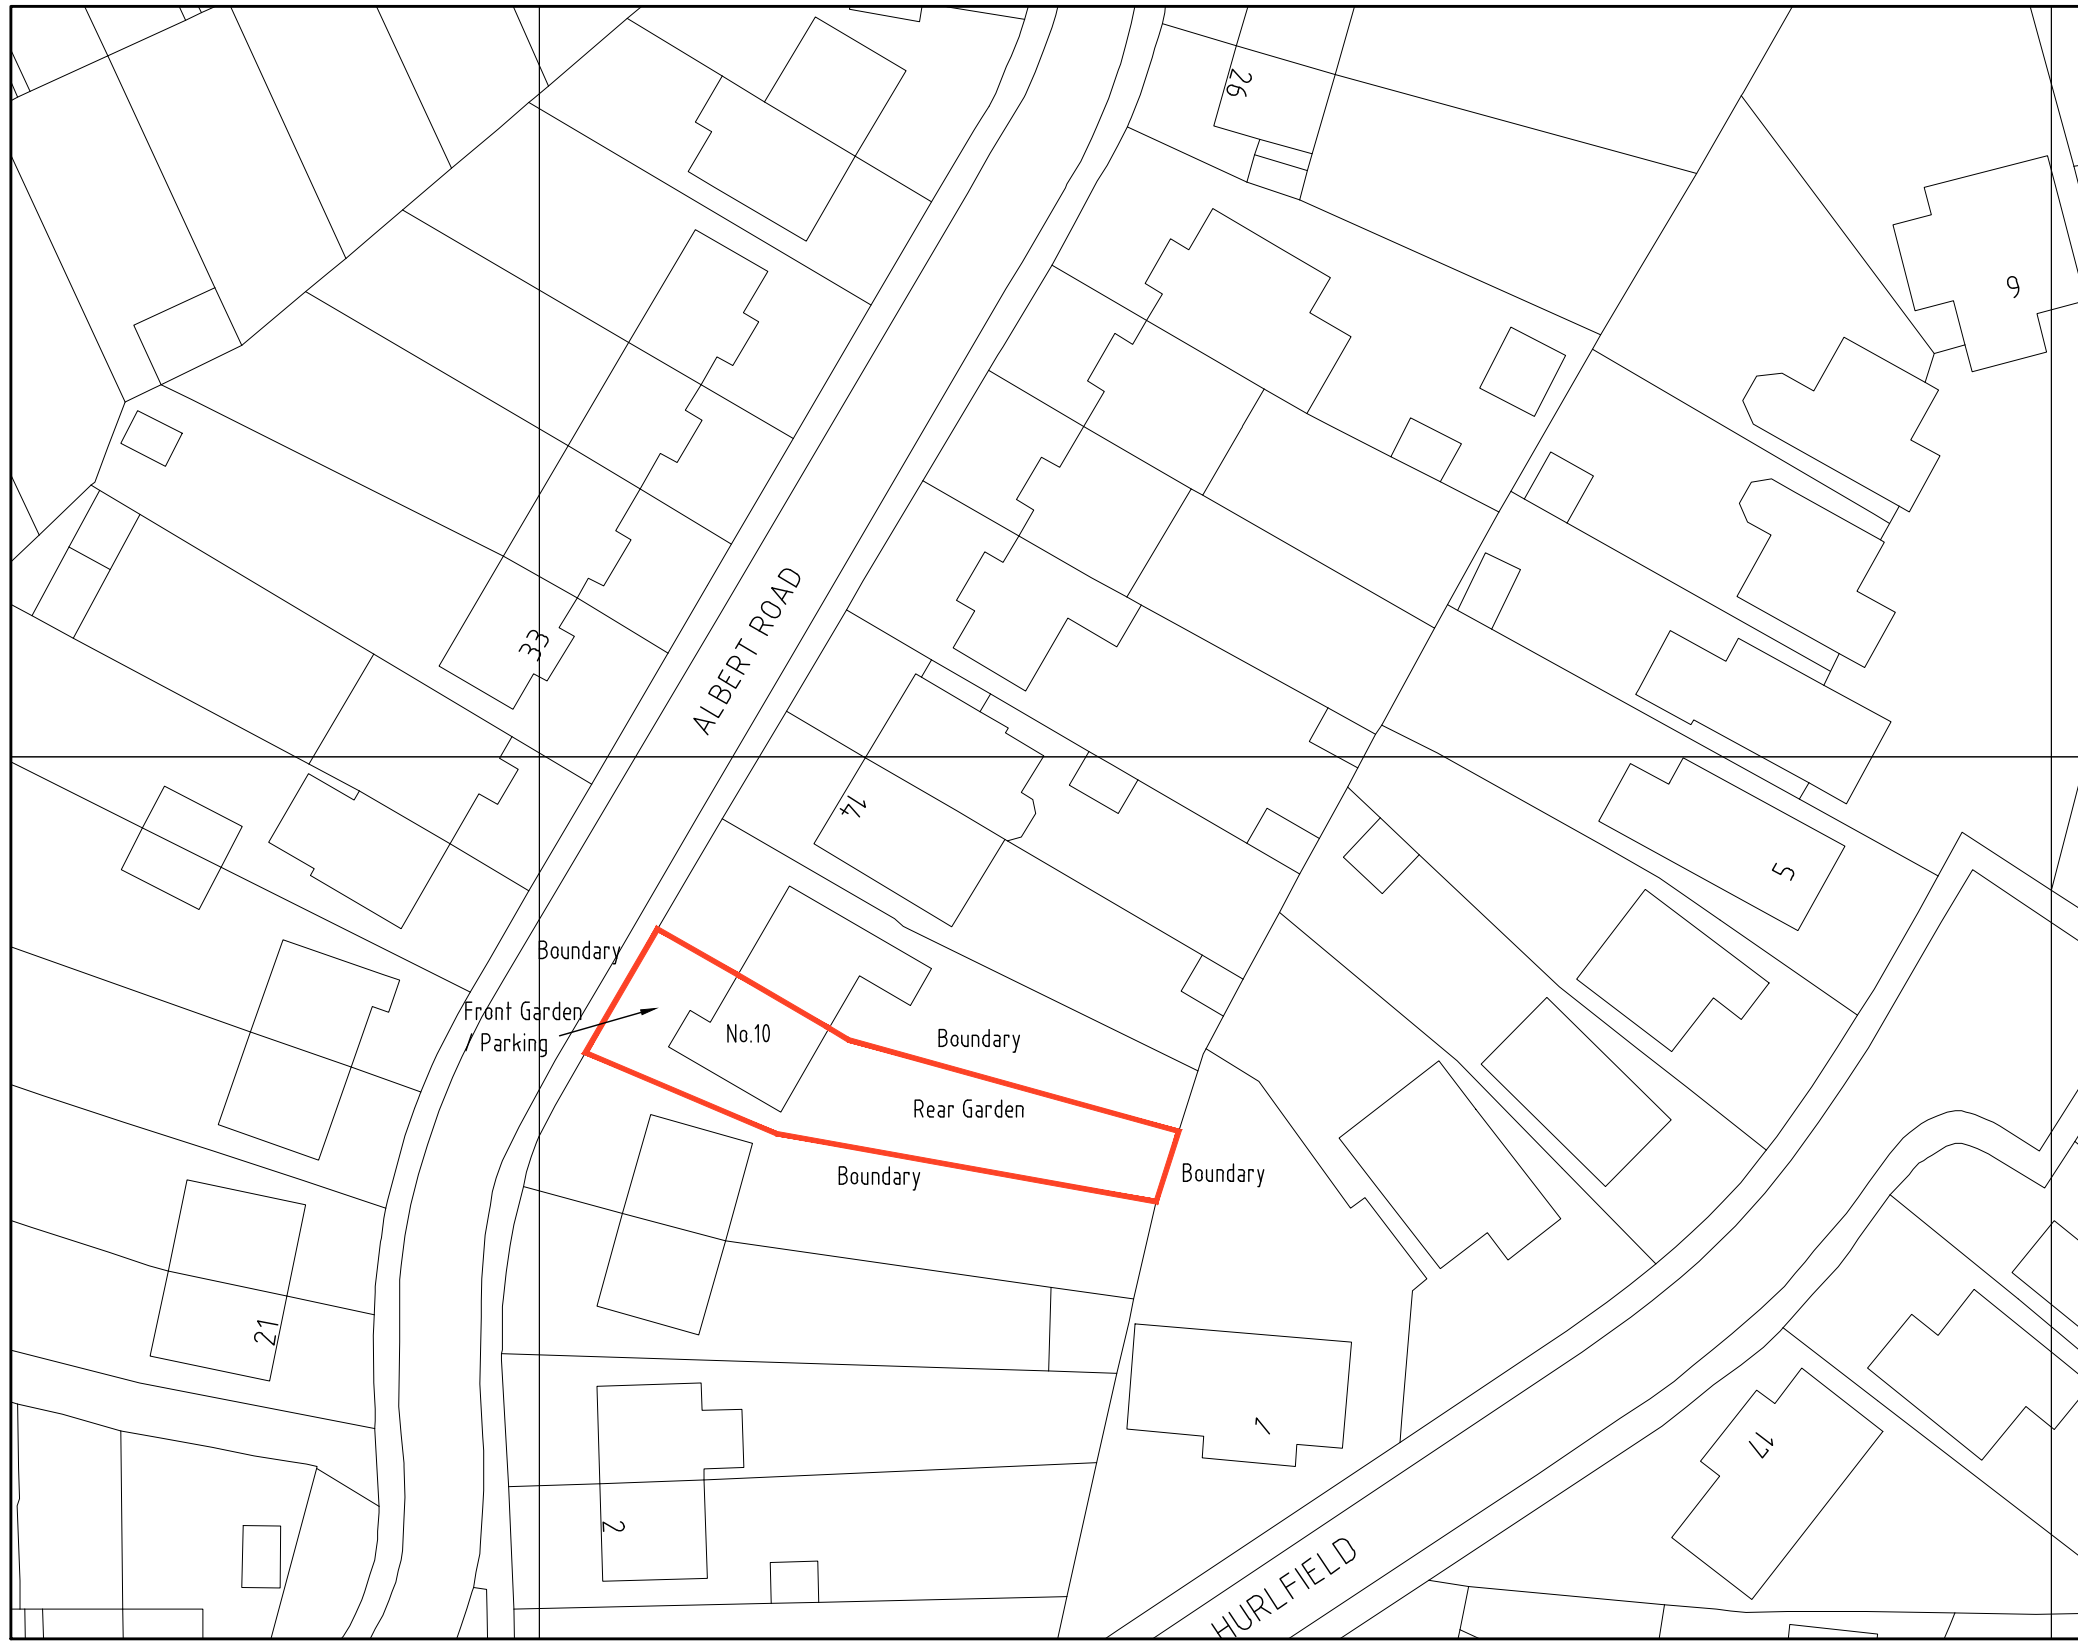 26
9
33
ALBERT ROAD
14
5
Boundary
Front Garden
/ Parking
No.10
Boundary
Rear Garden
Boundary
Boundary
21
1
17
2
HURLFIELD